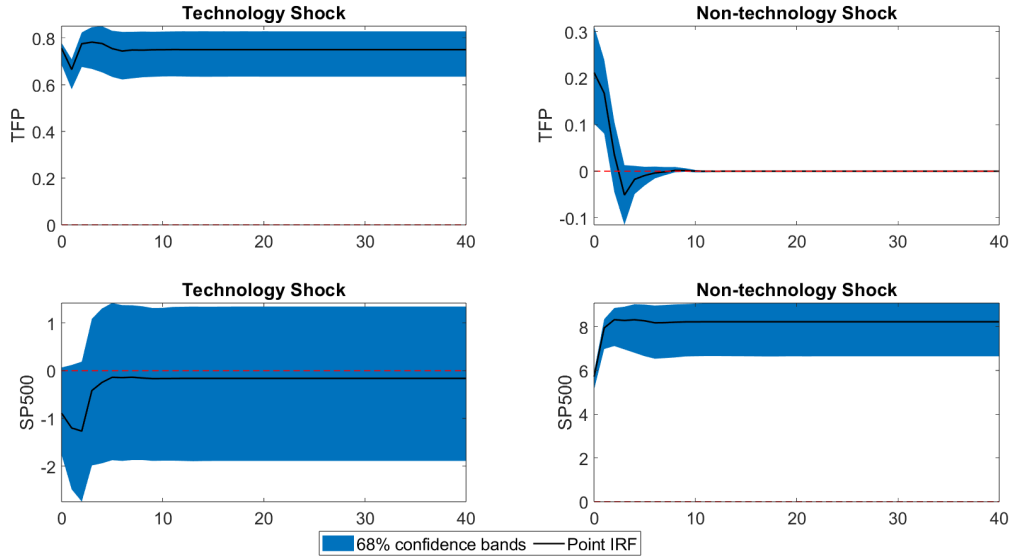 Technology Shock
TFP
0.8
0.6
0.4
0.2
0
0 10 20 30 40
Non-technology Shock
TFP
0.3
0.2
0.1
0
-0.1
0 10 20 30 40
Technology Shock
SP500
1
0
-1
-2
0 10 20 30 40
Non-technology Shock
SP500
8
6
4
2
0
0 10 20 30 40
68% confidence bands Point IRF